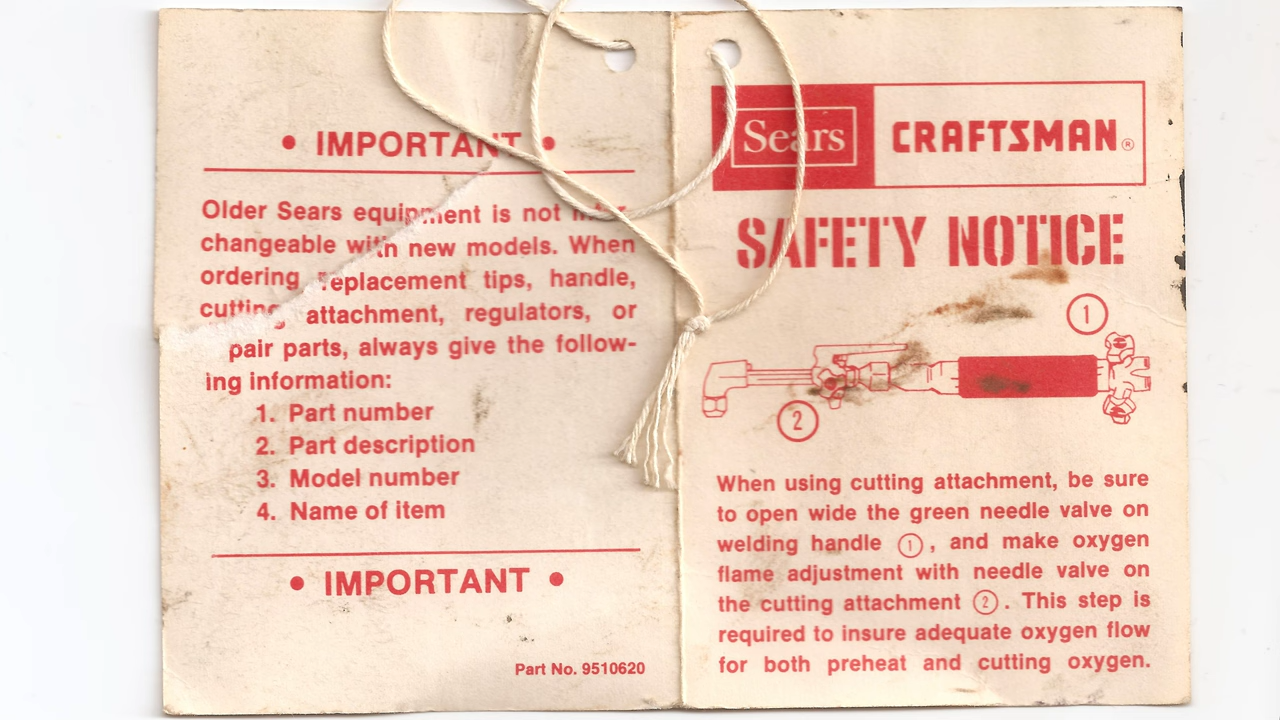 • IMPORTANT •
Older Sears equipment is not inter-
changeable with new models. When
ordering replacement tips, handle,
cutting attachment, regulators, or
pair parts, always give the follow-
ing information:
1. Part number
2. Part description
3. Model number
4. Name of item
• IMPORTANT •
Part No. 9510620
Sears CRAFTSMAN®
SAFETY NOTICE
1
2
When using cutting attachment, be sure
to open wide the green needle valve on
welding handle ①, and make oxygen
flame adjustment with needle valve on
the cutting attachment ②. This step is
required to insure adequate oxygen flow
for both preheat and cutting oxygen.